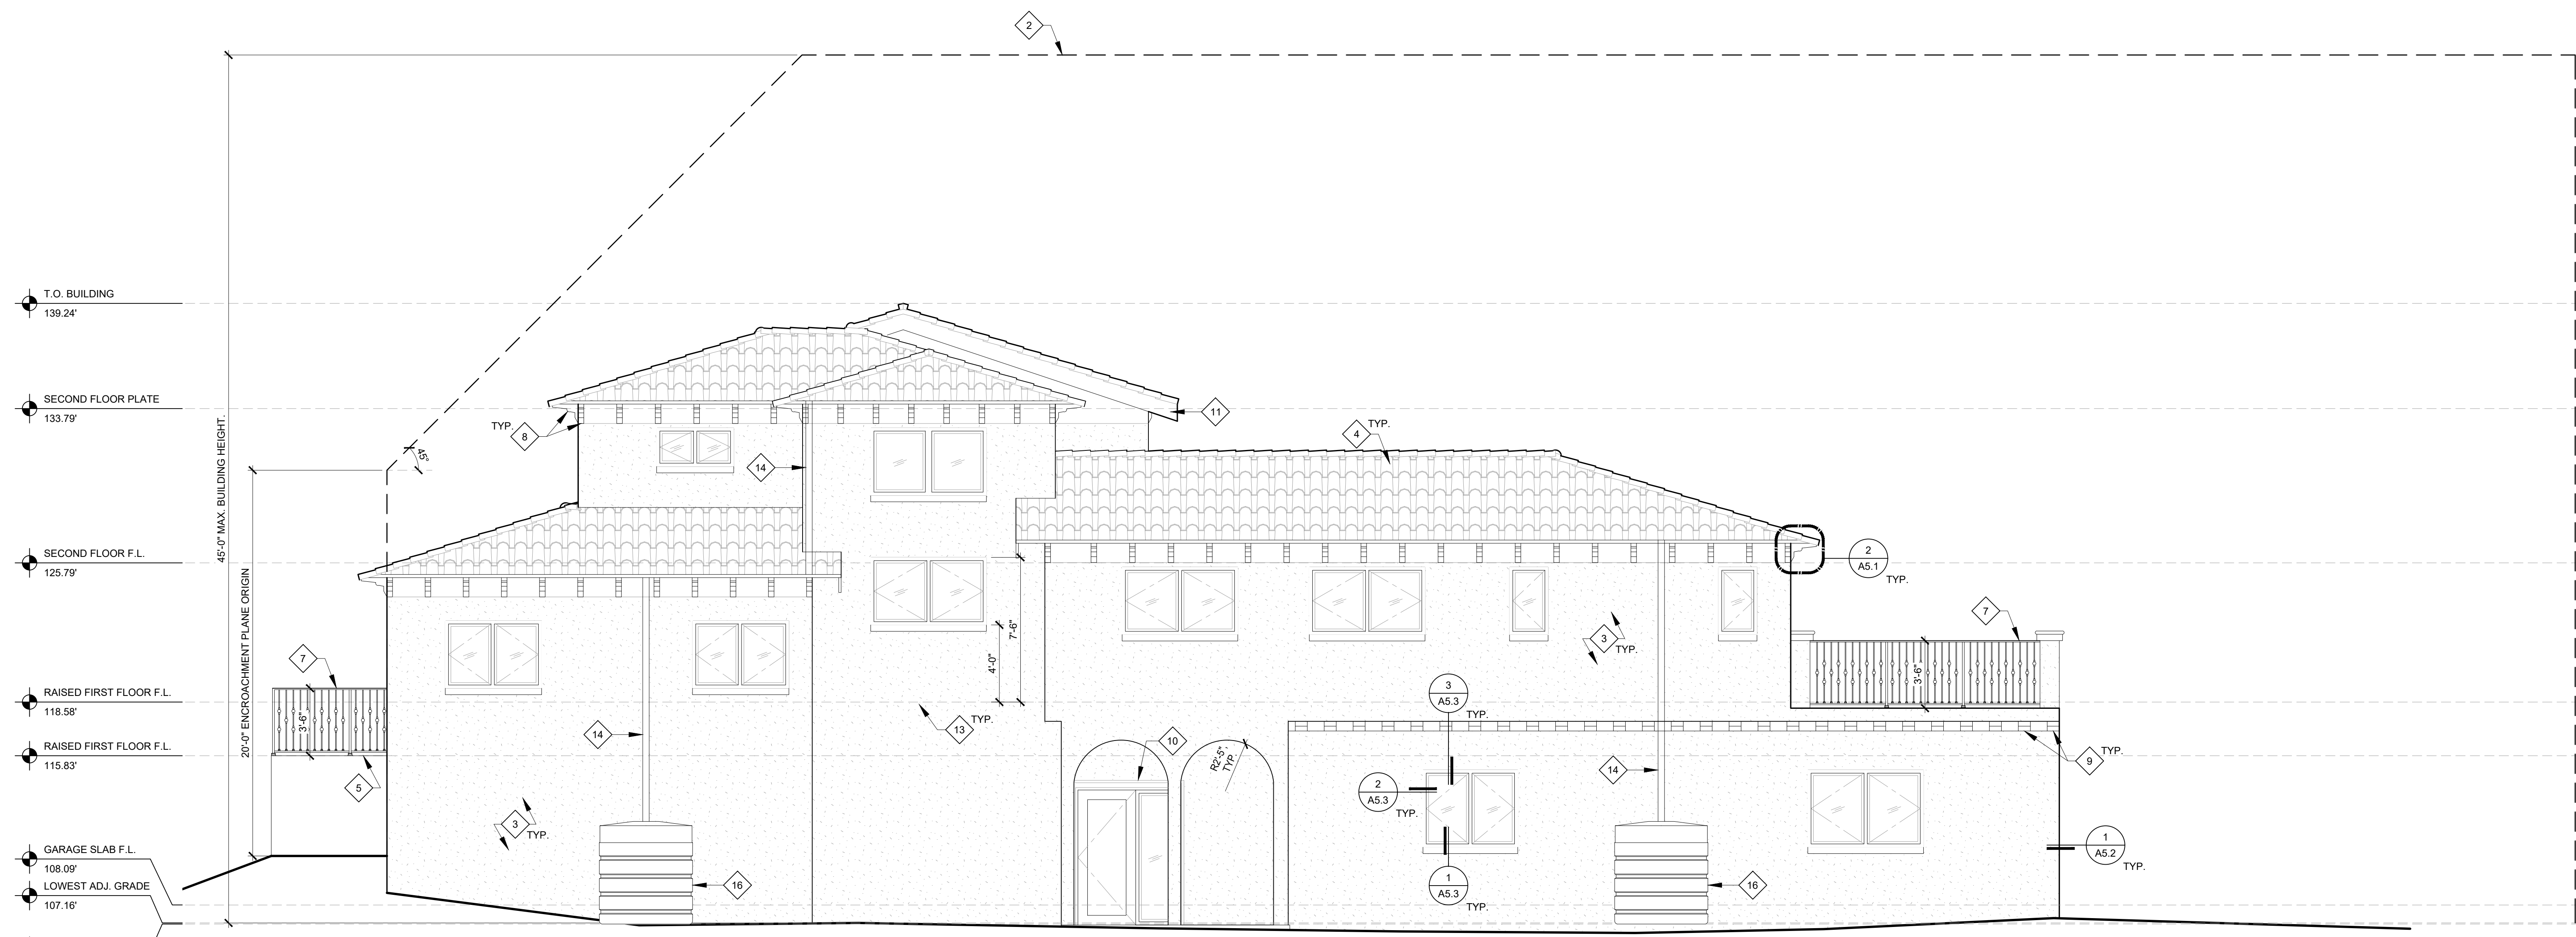 2
T.O. BUILDING
139.24'
SECOND FLOOR PLATE
133.79'
SECOND FLOOR F.L.
125.79'
RAISED FIRST FLOOR F.L.
118.58'
RAISED FIRST FLOOR F.L.
115.83'
GARAGE SLAB F.L.
108.09'
LOWEST ADJ. GRADE
107.16'
45'-0" MAX. BUILDING HEIGHT.
20'-0" ENCROACHMENT PLANE ORIGIN
45°
TYP.
8
11
TYP.
4
14
2
A5.1
TYP.
7
7
3'-6"
3'-6"
5
3
TYP.
14
16
4'-0"
7'-6"
13
TYP.
10
R2'-5",
TYP.
3
TYP.
3
A5.3
TYP.
2
A5.3
TYP.
1
A5.3
TYP.
14
16
9
TYP.
1
A5.2
TYP.